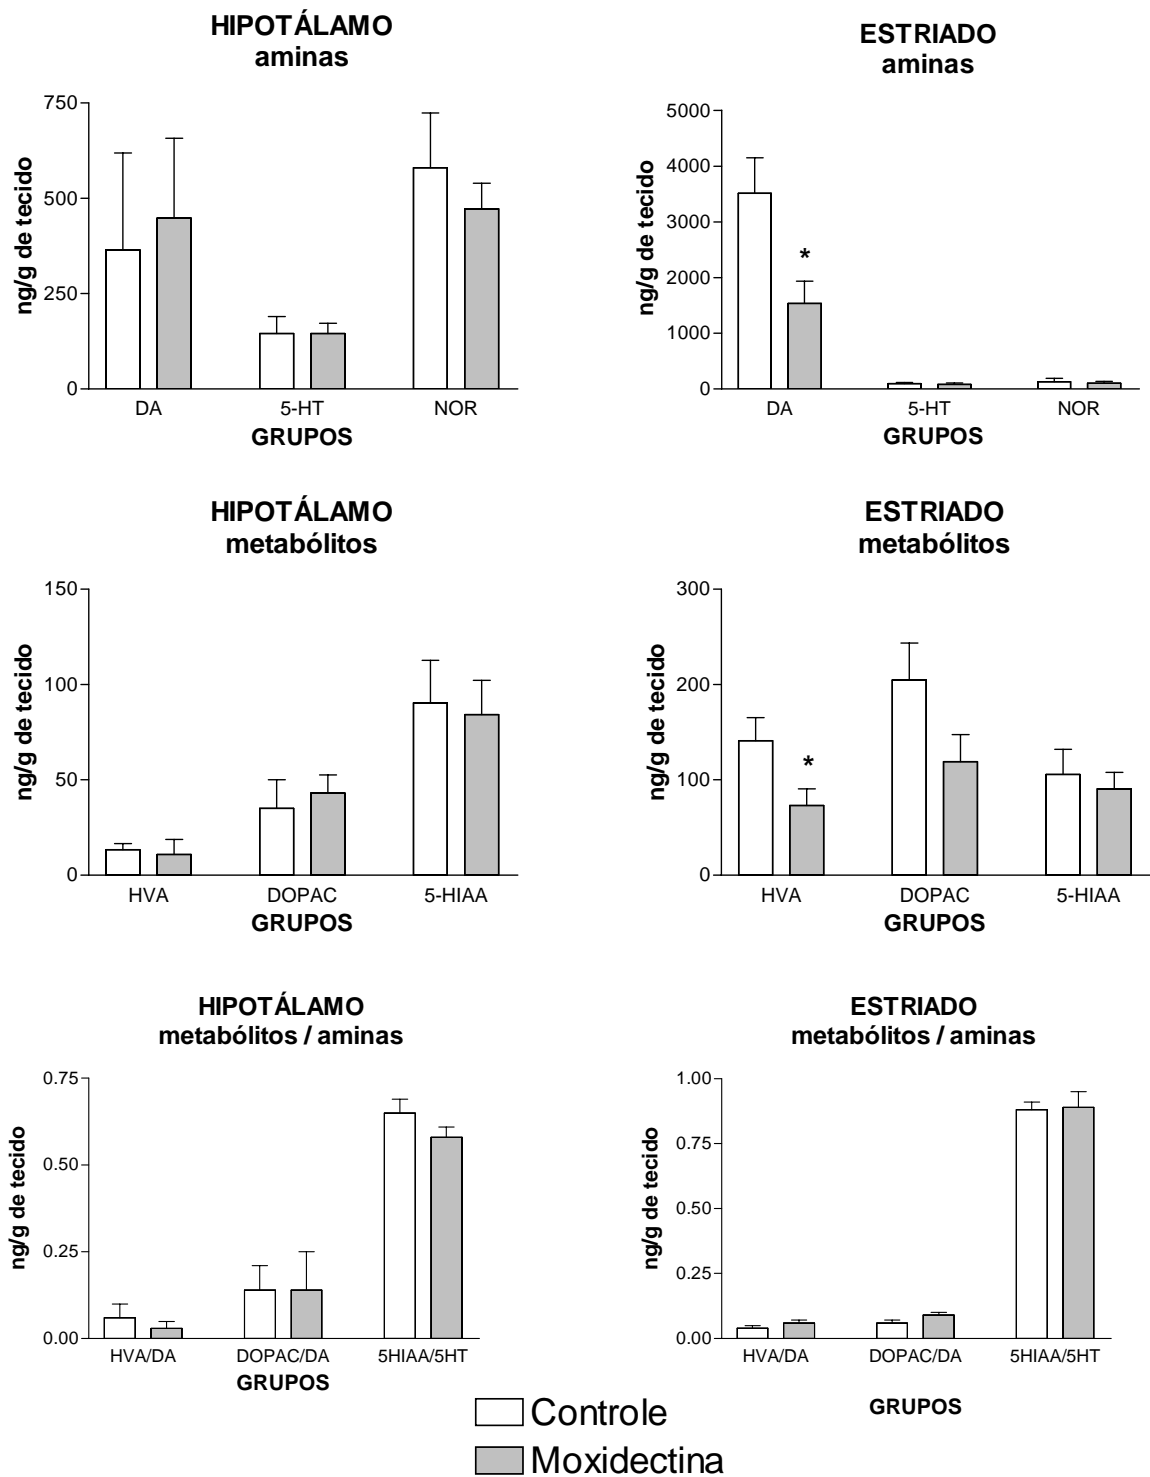 HIPOTÁLAMO
aminas
750
500
250
0
ng/g de tecido
DA 5-HT NOR
GRUPOS
ESTRIADO
aminas
5000
4000
3000
2000
1000
0
ng/g de tecido
*
DA 5-HT NOR
GRUPOS
HIPOTÁLAMO
metabólitos
150
100
50
0
ng/g de tecido
HVA DOPAC 5-HIAA
GRUPOS
ESTRIADO
metabólitos
300
200
100
0
ng/g de tecido
*
HVA DOPAC 5-HIAA
GRUPOS
HIPOTÁLAMO
metabólitos / aminas
0.75
0.50
0.25
0.00
ng/g de tecido
HVA/DA DOPAC/DA 5HIAA/5HT
GRUPOS
ESTRIADO
metabólitos / aminas
1.00
0.75
0.50
0.25
0.00
ng/g de tecido
HVA/DA DOPAC/DA 5HIAA/5HT
GRUPOS
Controle
Moxidectina